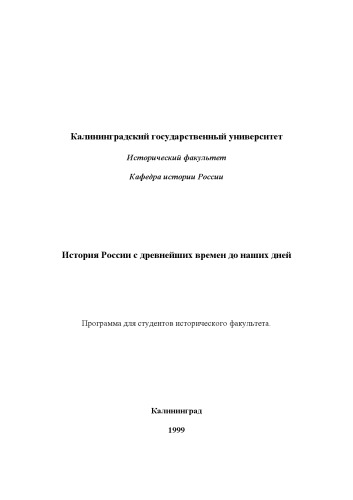 Калининградский государственный университет
Исторический факультет
Кафедра истории России
История России с древнейших времен до наших дней
Программа для студентов исторического факультета.
Калининград
1999